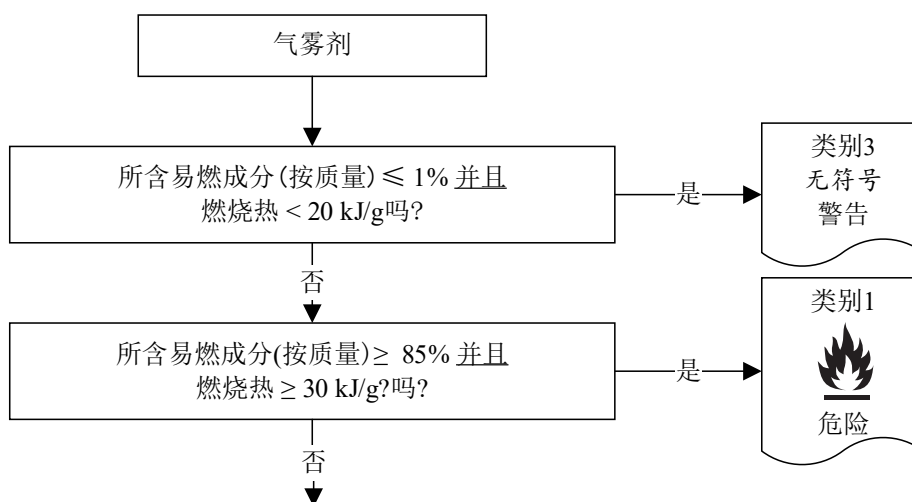 气雾剂
所含易燃成分(按质量)≤ 1% 并且
燃烧热 < 20 kJ/g吗?
是
类别3
无符号
警告
否
所含易燃成分(按质量)≥ 85% 并且
燃烧热 ≥ 30 kJ/g?吗?
是
类别1
危险
否